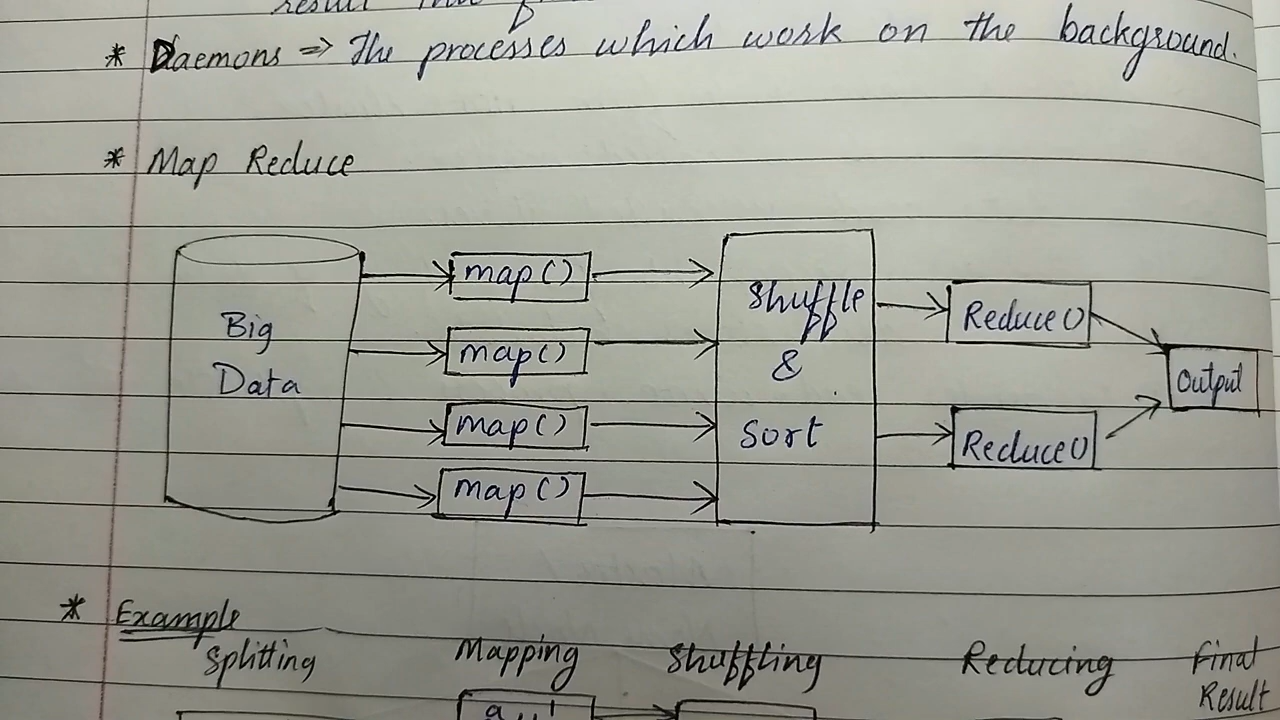 result
* Daemons => The processes which work on the background.
* Map Reduce
Big
Data
map()
map()
map()
map()
Shuffle
&
Sort
Reduce()
Reduce()
Output
* Example
Splitting Mapping Shuffling Reducing Final
Result